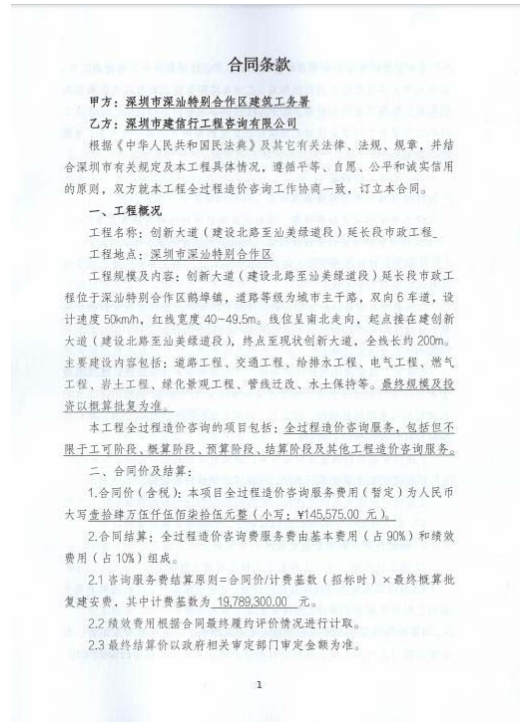 合同条款
甲方：深圳市深汕特别合作区建筑工务署
乙方：深圳市建信行工程咨询有限公司
根据《中华人民共和国民法典》及其它有关法律、法规、规章，并结
合深圳市有关规定及本工程具体情况，遵循平等、自愿、公平和诚实信用
的原则，双方就本工程全过程造价咨询工作协商一致，订立本合同。
一、工程概况
工程名称：创新大道（建设北路至汕美绿道段）延长段市政工程
工程地点：深圳市深汕特别合作区
工程规模及内容：创新大道（建设北路至汕美绿道段）延长段市政工
程位于深汕特别合作区鹅埠镇，道路等级为城市主干路，双向6车道，设
计速度50km/h，红线宽度40-49.5m。线位呈南北走向，起点接在建创新
大道（建设北路至汕美绿道段），终点至现状创新大道，全线长约200m。
主要建设内容包括：道路工程、交通工程、给排水工程、电气工程、燃气
工程、岩土工程、绿化景观工程、管线迁改、水土保持等。最终规模及投
资以概算批复为准。
本工程全过程造价咨询的项目包括：全过程造价咨询服务，包括但不
限于工可阶段、概算阶段、预算阶段、结算阶段及其他工程造价咨询服务。
二、合同价及结算：
1.合同价（含税）：本项目全过程造价咨询服务费用（暂定）为人民币
大写壹拾肆万伍仟伍佰柒拾伍元整（小写：¥145,575.00 元）。
2.合同结算：全过程造价咨询费服务费由基本费用（占90%）和绩效
费用（占10%）组成。
2.1 咨询服务费结算原则=合同价/计费基数（招标时）×最终概算批
复建安费，其中计费基数为 19,789,300.00 元。
2.2 绩效费用根据合同最终履约评价情况进行计取。
2.3 最终结算价以政府相关审定部门审定金额为准。
1